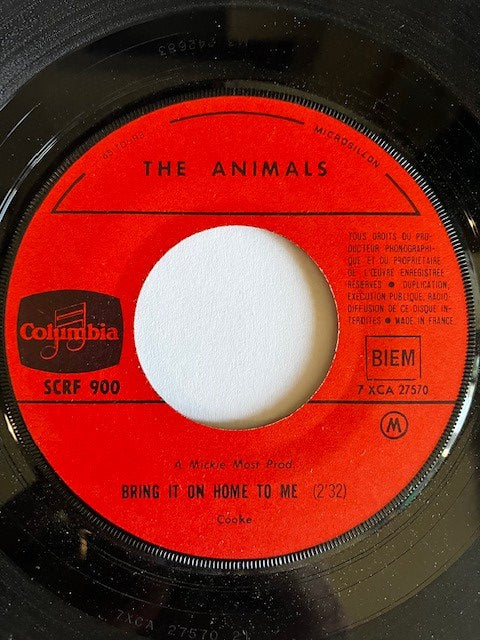 MICROSILLON
THE ANIMALS
TOUS DROITS DU PRO-
DUCTEUR PHONOGRAPHI-
QUE ET DU PROPRIETAIRE
DE L'ŒUVRE ENREGISTREE
RESERVES ● DUPLICATION,
EXECUTION PUBLIQUE, RADIO-
DIFFUSION DE CE DISQUE IN-
TERDITES ● MADE IN FRANCE
Columbia
SCRF 900
BIEM
7 XCA 27570
M
A Mickie Most Prod.
BRING IT ON HOME TO ME (2'32)
Cooke
7XCA 27570